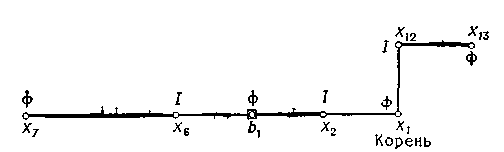 I x₁₂ x₁₃
ф
ф I ф I ф
x₇ x₆ b₁ x₂ x₁
Корень